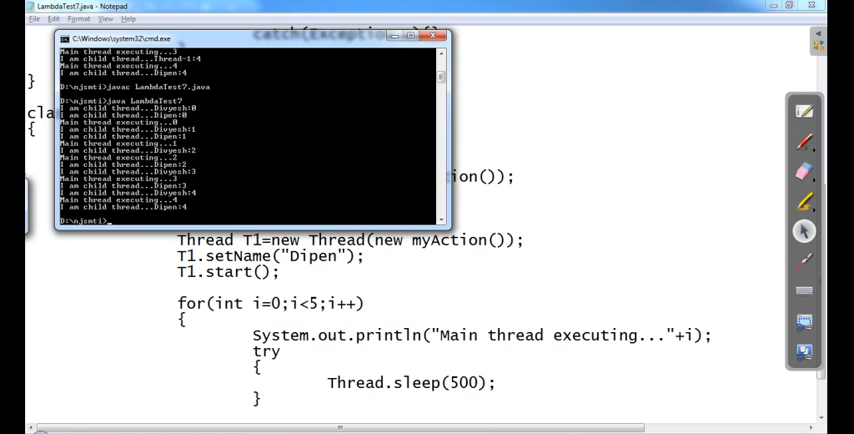 LambdaTest7.java - Notepad
File Edit Format View Help
catch(Exception e){}
C:\Windows\system32\cmd.exe
Main thread executing...3
I am child thread...Thread-1:4
Main thread executing...4
I am child thread...Dipen:4
D:\njsmti>javac LambdaTest7.java
D:\njsmti>java LambdaTest7
I am child thread...Divyesh:0
I am child thread...Dipen:0
Main thread executing...0
I am child thread...Divyesh:1
I am child thread...Dipen:1
Main thread executing...1
I am child thread...Divyesh:2
Main thread executing...2
I am child thread...Dipen:2
I am child thread...Divyesh:3
Main thread executing...3
I am child thread...Dipen:3
I am child thread...Divyesh:4
Main thread executing...4
I am child thread...Dipen:4
D:\njsmti>_
}
cla
{
ion());
Thread T1=new Thread(new myAction());
T1.setName("Dipen");
T1.start();
for(int i=0;i<5;i++)
{
System.out.println("Main thread executing..."+i);
try
{
Thread.sleep(500);
}